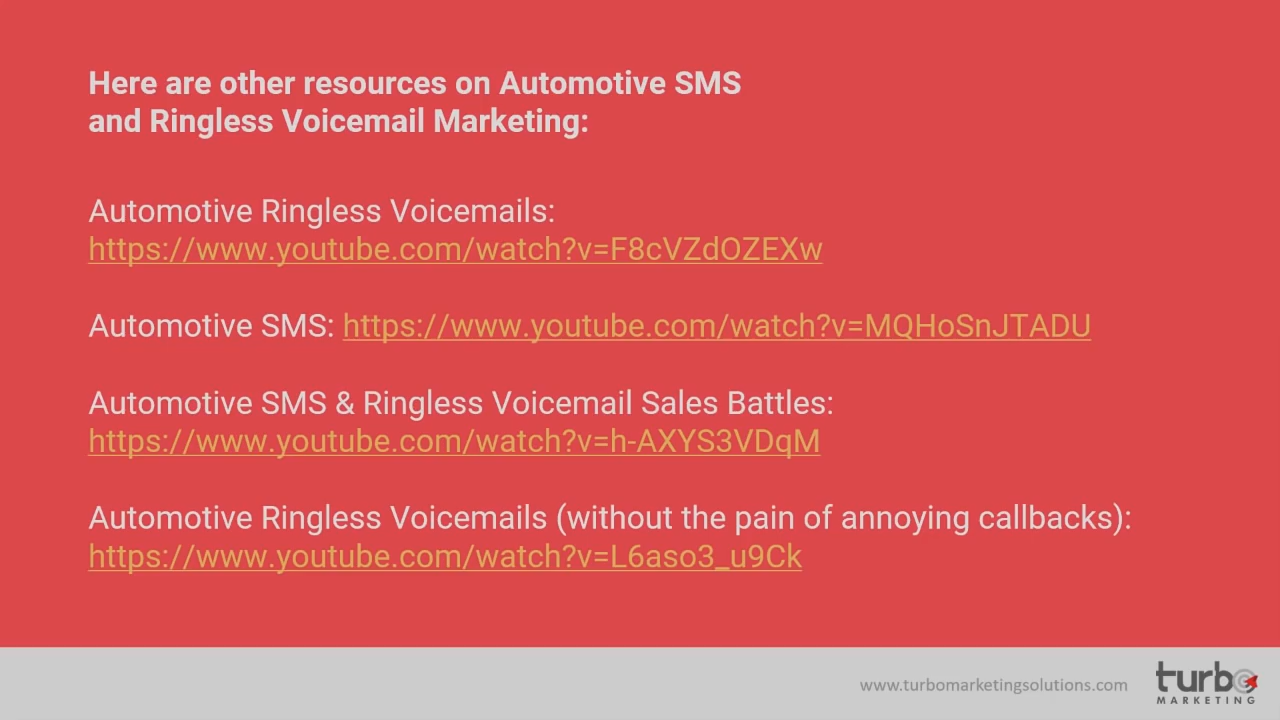 Here are other resources on Automotive SMS
and Ringless Voicemail Marketing:
Automotive Ringless Voicemails:
https://www.youtube.com/watch?v=F8cVZdOZEXw
Automotive SMS: https://www.youtube.com/watch?v=MQHoSnJTADU
Automotive SMS & Ringless Voicemail Sales Battles:
https://www.youtube.com/watch?v=h-AXYS3VDqM
Automotive Ringless Voicemails (without the pain of annoying callbacks):
https://www.youtube.com/watch?v=L6aso3_u9Ck
www.turbomarketingsolutions.com
turbo
MARKETING